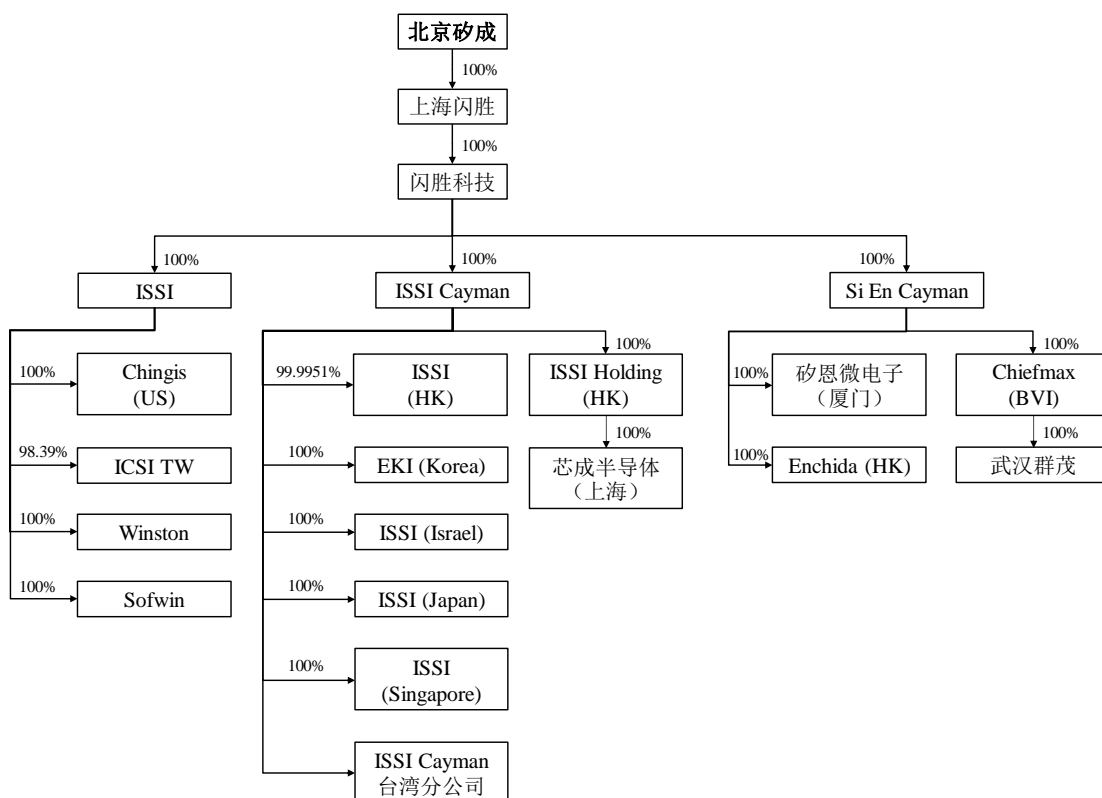 北京矽成
100%
上海闪胜
100%
闪胜科技
100%
100%
100%
ISSI
ISSI Cayman
Si En Cayman
100%
Chingis
(US)
98.39%
ICSI TW
100%
Winston
100%
Sofwin
99.9951%
ISSI
(HK)
100%
EKI (Korea)
100%
ISSI (Israel)
100%
ISSI (Japan)
100%
ISSI
(Singapore)
ISSI Cayman
台湾分公司
100%
ISSI Holding
(HK)
100%
芯成半导体
（上海）
100%
矽恩微电子
（厦门）
100%
Enchida (HK)
100%
Chiefmax
(BVI)
100%
武汉群茂